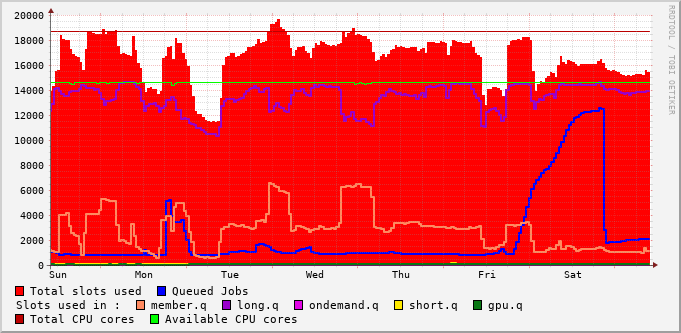 20000
18000
16000
14000
12000
10000
8000
6000
4000
2000
0
Sun Mon Tue Wed Thu Fri Sat
RRDTOOL / TOBI OETIKER
Total slots used Queued Jobs
Slots used in : member.q long.q ondemand.q short.q gpu.q
Total CPU cores Available CPU cores